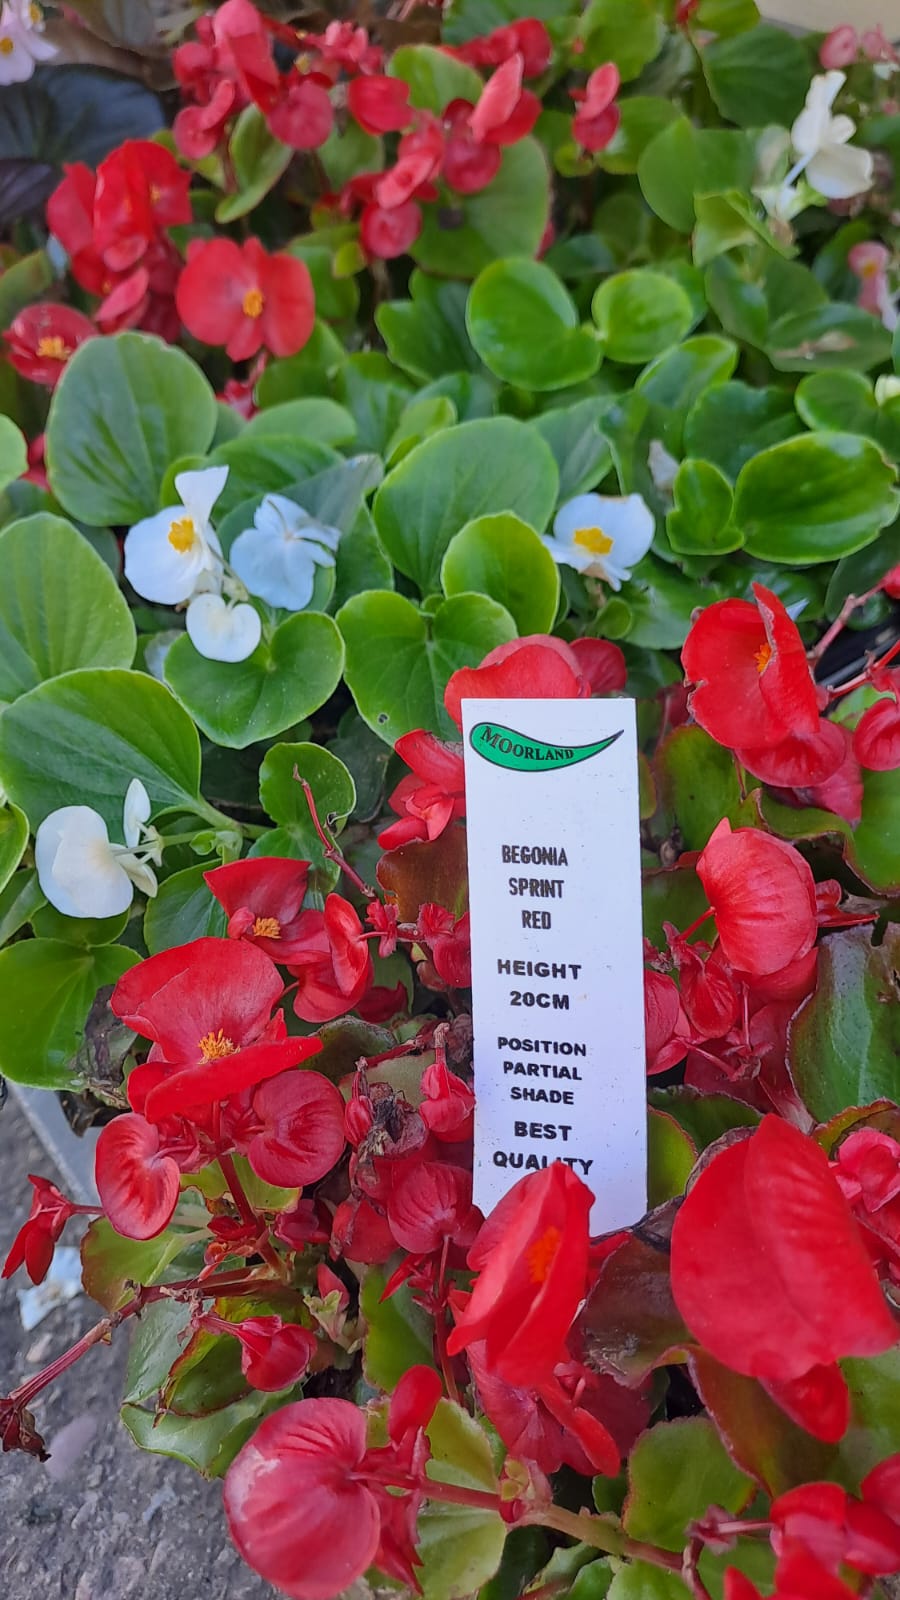 MOORLAND
BEGONIA
SPRINT
RED
HEIGHT
20CM
POSITION
PARTIAL
SHADE
BEST
QUALITY